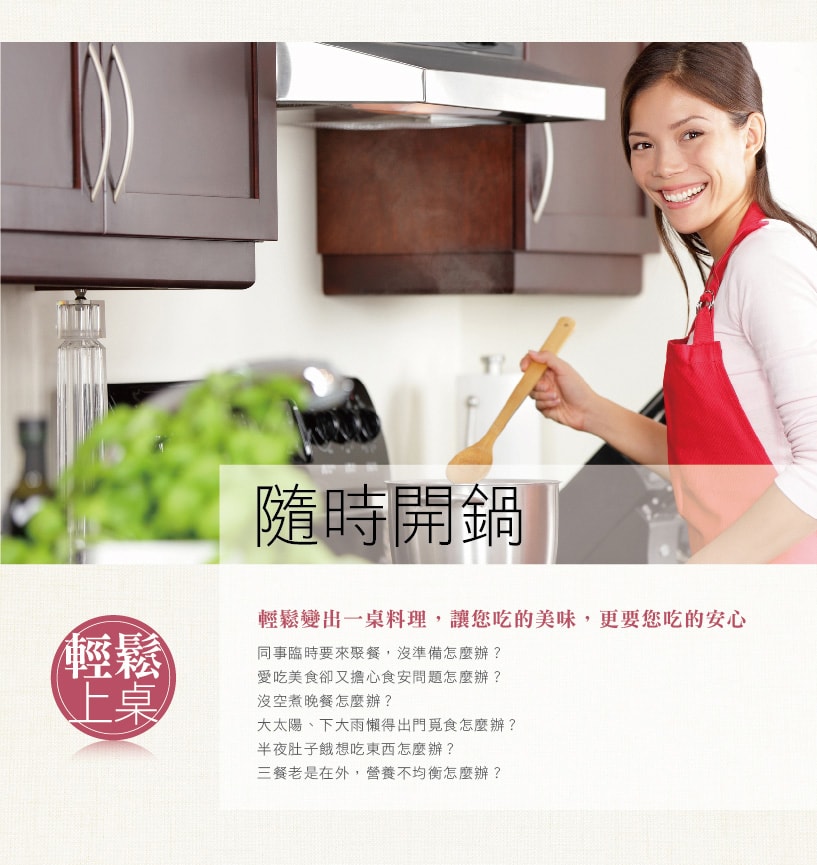 隨時開鍋
輕鬆
上桌
輕鬆變出一桌料理，讓您吃的美味，更要您吃的安心
同事臨時要來聚餐，沒準備怎麼辦？
愛吃美食卻又擔心食安問題怎麼辦？
沒空煮晚餐怎麼辦？
大太陽、下大雨懶得出門覓食怎麼辦？
半夜肚子餓想吃東西怎麼辦？
三餐老是在外，營養不均衡怎麼辦？